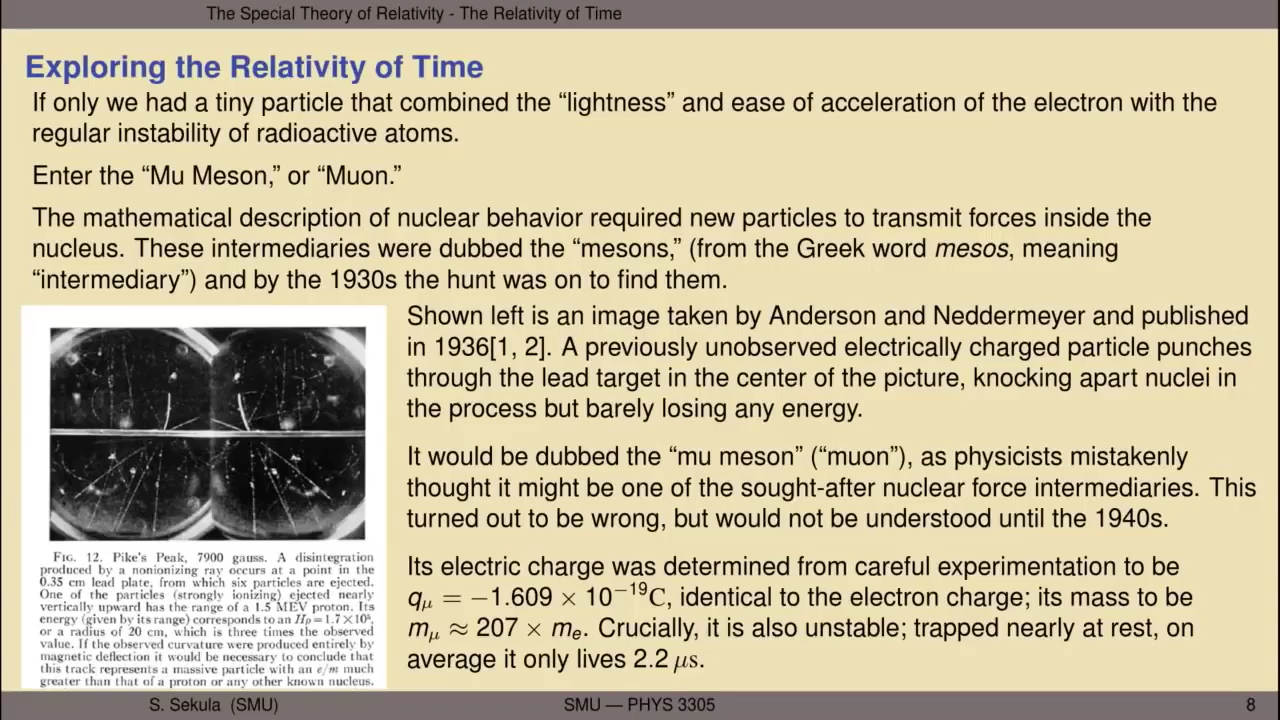 The Special Theory of Relativity - The Relativity of Time
Exploring the Relativity of Time
If only we had a tiny particle that combined the “lightness” and ease of acceleration of the electron with the
regular instability of radioactive atoms.
Enter the “Mu Meson,” or “Muon.”
The mathematical description of nuclear behavior required new particles to transmit forces inside the
nucleus. These intermediaries were dubbed the “mesons,” (from the Greek word mesos, meaning
“intermediary”) and by the 1930s the hunt was on to find them.
Shown left is an image taken by Anderson and Neddermeyer and published
in 1936[1, 2]. A previously unobserved electrically charged particle punches
through the lead target in the center of the picture, knocking apart nuclei in
the process but barely losing any energy.
It would be dubbed the “mu meson” (“muon”), as physicists mistakenly
thought it might be one of the sought-after nuclear force intermediaries. This
turned out to be wrong, but would not be understood until the 1940s.
Its electric charge was determined from careful experimentation to be
qμ = −1.609 × 10⁻¹⁹C, identical to the electron charge; its mass to be
mμ ≈ 207 × mₑ. Crucially, it is also unstable; trapped nearly at rest, on
average it only lives 2.2 μs.
FIG. 12. Pike's Peak, 7900 gauss. A disintegration
produced by a nonionizing ray occurs at a point in the
0.35 cm lead plate, from which six particles are ejected.
One of the particles (strongly ionizing) ejected nearly
vertically upward has the range of a 1.5 MEV proton. Its
energy (given by its range) corresponds to an Hρ=1.7×10⁵,
or a radius of 20 cm, which is three times the observed
value. If the observed curvature were produced entirely by
magnetic deflection it would be necessary to conclude that
this track represents a massive particle with an e/m much
greater than that of a proton or any other known nucleus.
S. Sekula (SMU)
SMU — PHYS 3305
8